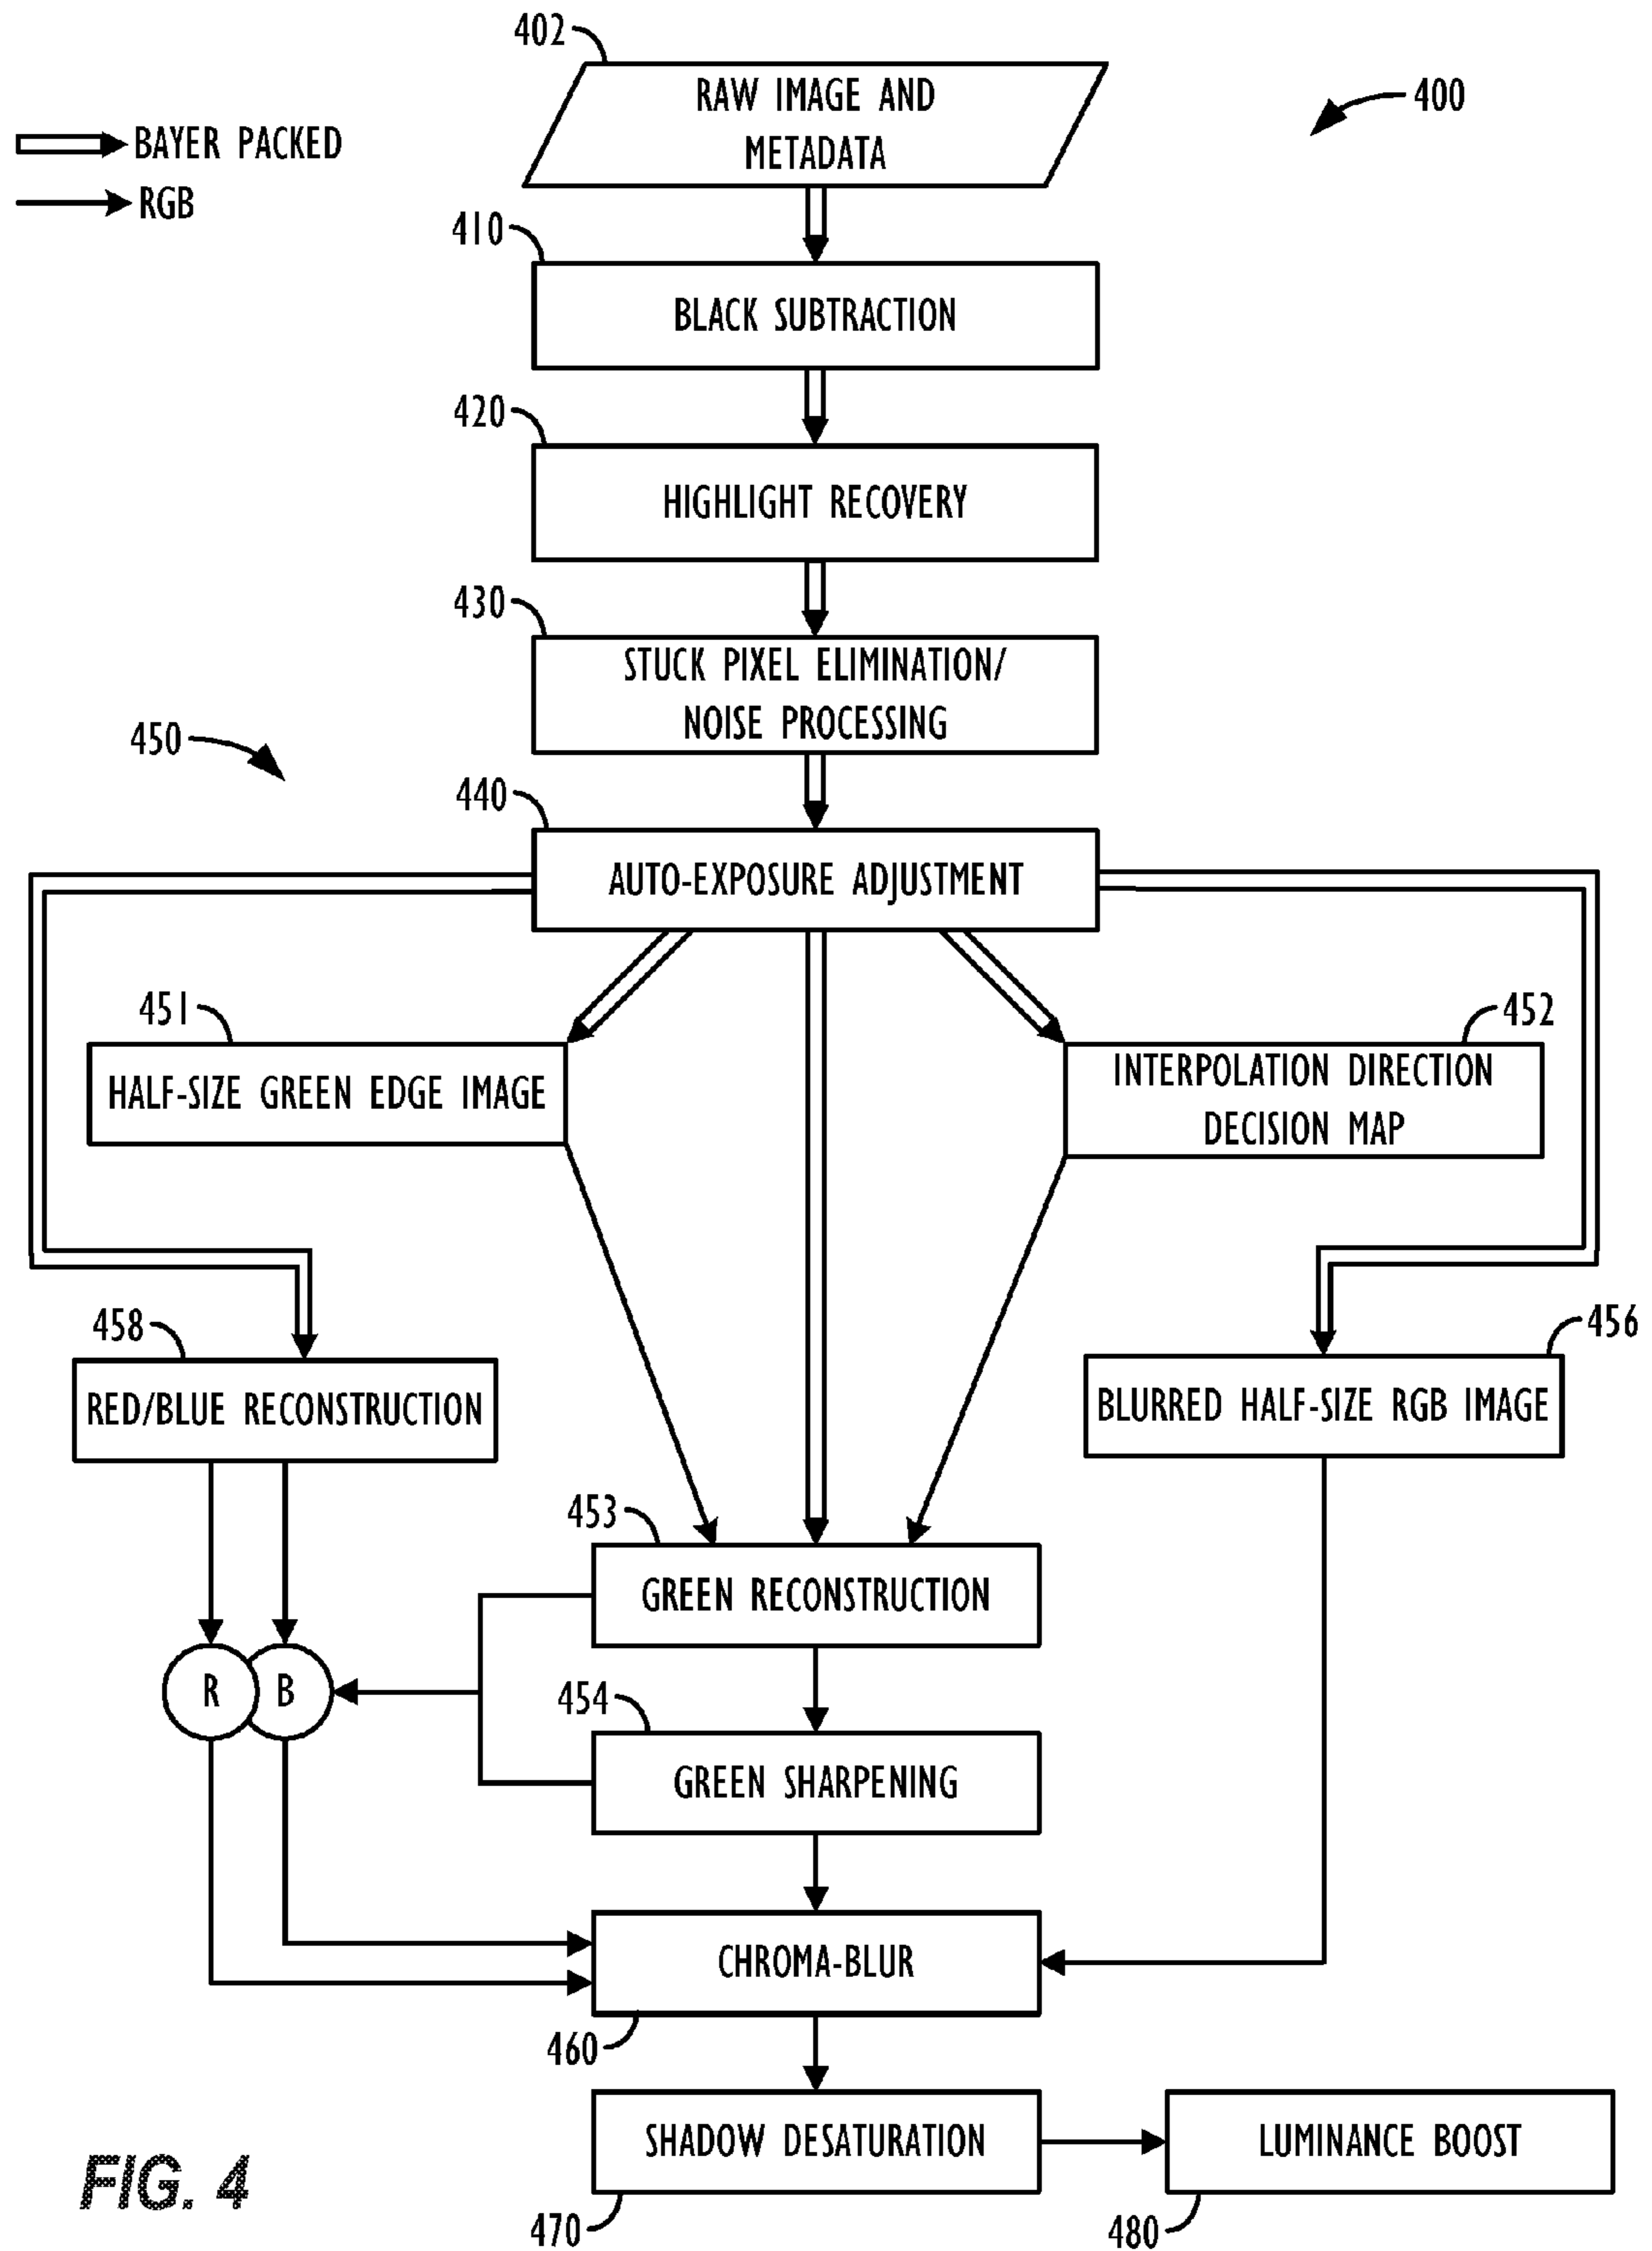 402
RAW IMAGE AND
METADATA
400
BAYER PACKED
RGB
410
BLACK SUBTRACTION
420
HIGHLIGHT RECOVERY
430
STUCK PIXEL ELIMINATION/
NOISE PROCESSING
450
440
AUTO-EXPOSURE ADJUSTMENT
451
HALF-SIZE GREEN EDGE IMAGE
452
INTERPOLATION DIRECTION
DECISION MAP
458
RED/BLUE RECONSTRUCTION
456
BLURRED HALF-SIZE RGB IMAGE
453
GREEN RECONSTRUCTION
R
B
454
GREEN SHARPENING
CHROMA-BLUR
460
SHADOW DESATURATION
470
LUMINANCE BOOST
480
FIG. 4